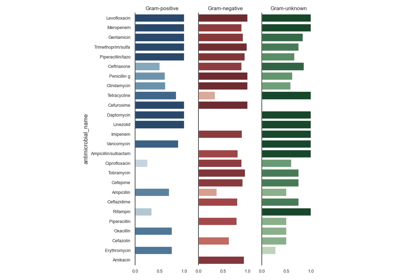 Gram-positive Gram-negative Gram-unknown
Levofloxacin
Meropenem
Gentamicin
Trimethoprim/sulfa
Piperacillin/tazo
Ceftriaxone
Penicillin g
Clindamycin
Tetracycline
Cefuroxime
Daptomycin
Linezolid
Imipenem
Vancomycin
Ampicillin/sulbactam
Ciprofloxacin
Tobramycin
Cefepime
Ampicillin
Ceftazidime
Rifampin
Piperacillin
Oxacillin
Cefazolin
Erythromycin
Amikacin
antimicrobial_name
0.0 0.5 1.0 0.0 0.5 1.0 0.0 0.5 1.0